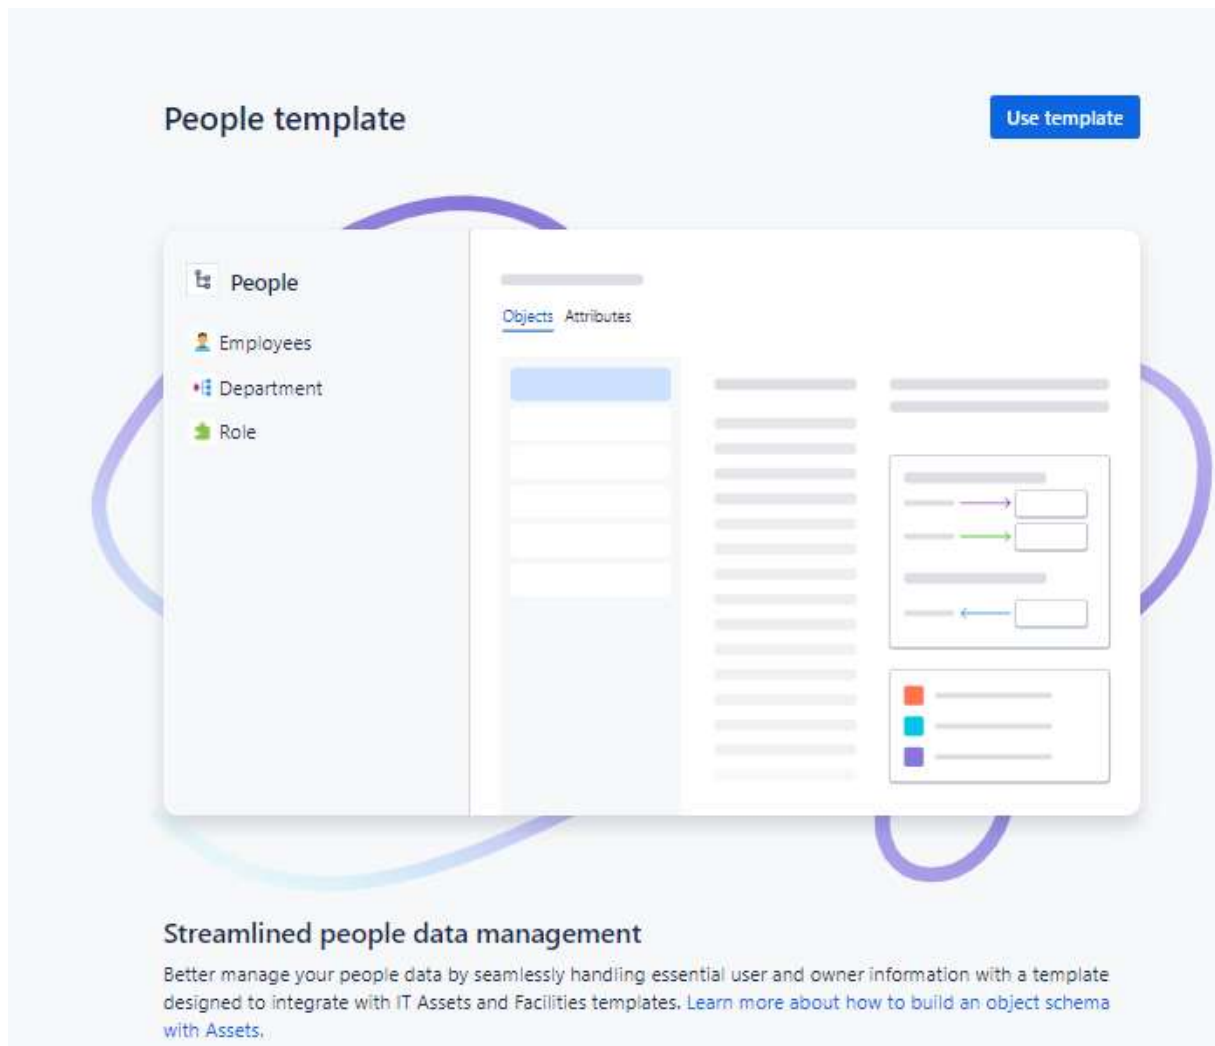 People template
Use template
People
Employees
Department
Role
Objects Attributes
Streamlined people data management
Better manage your people data by seamlessly handling essential user and owner information with a template
designed to integrate with IT Assets and Facilities templates. Learn more about how to build an object schema
with Assets.